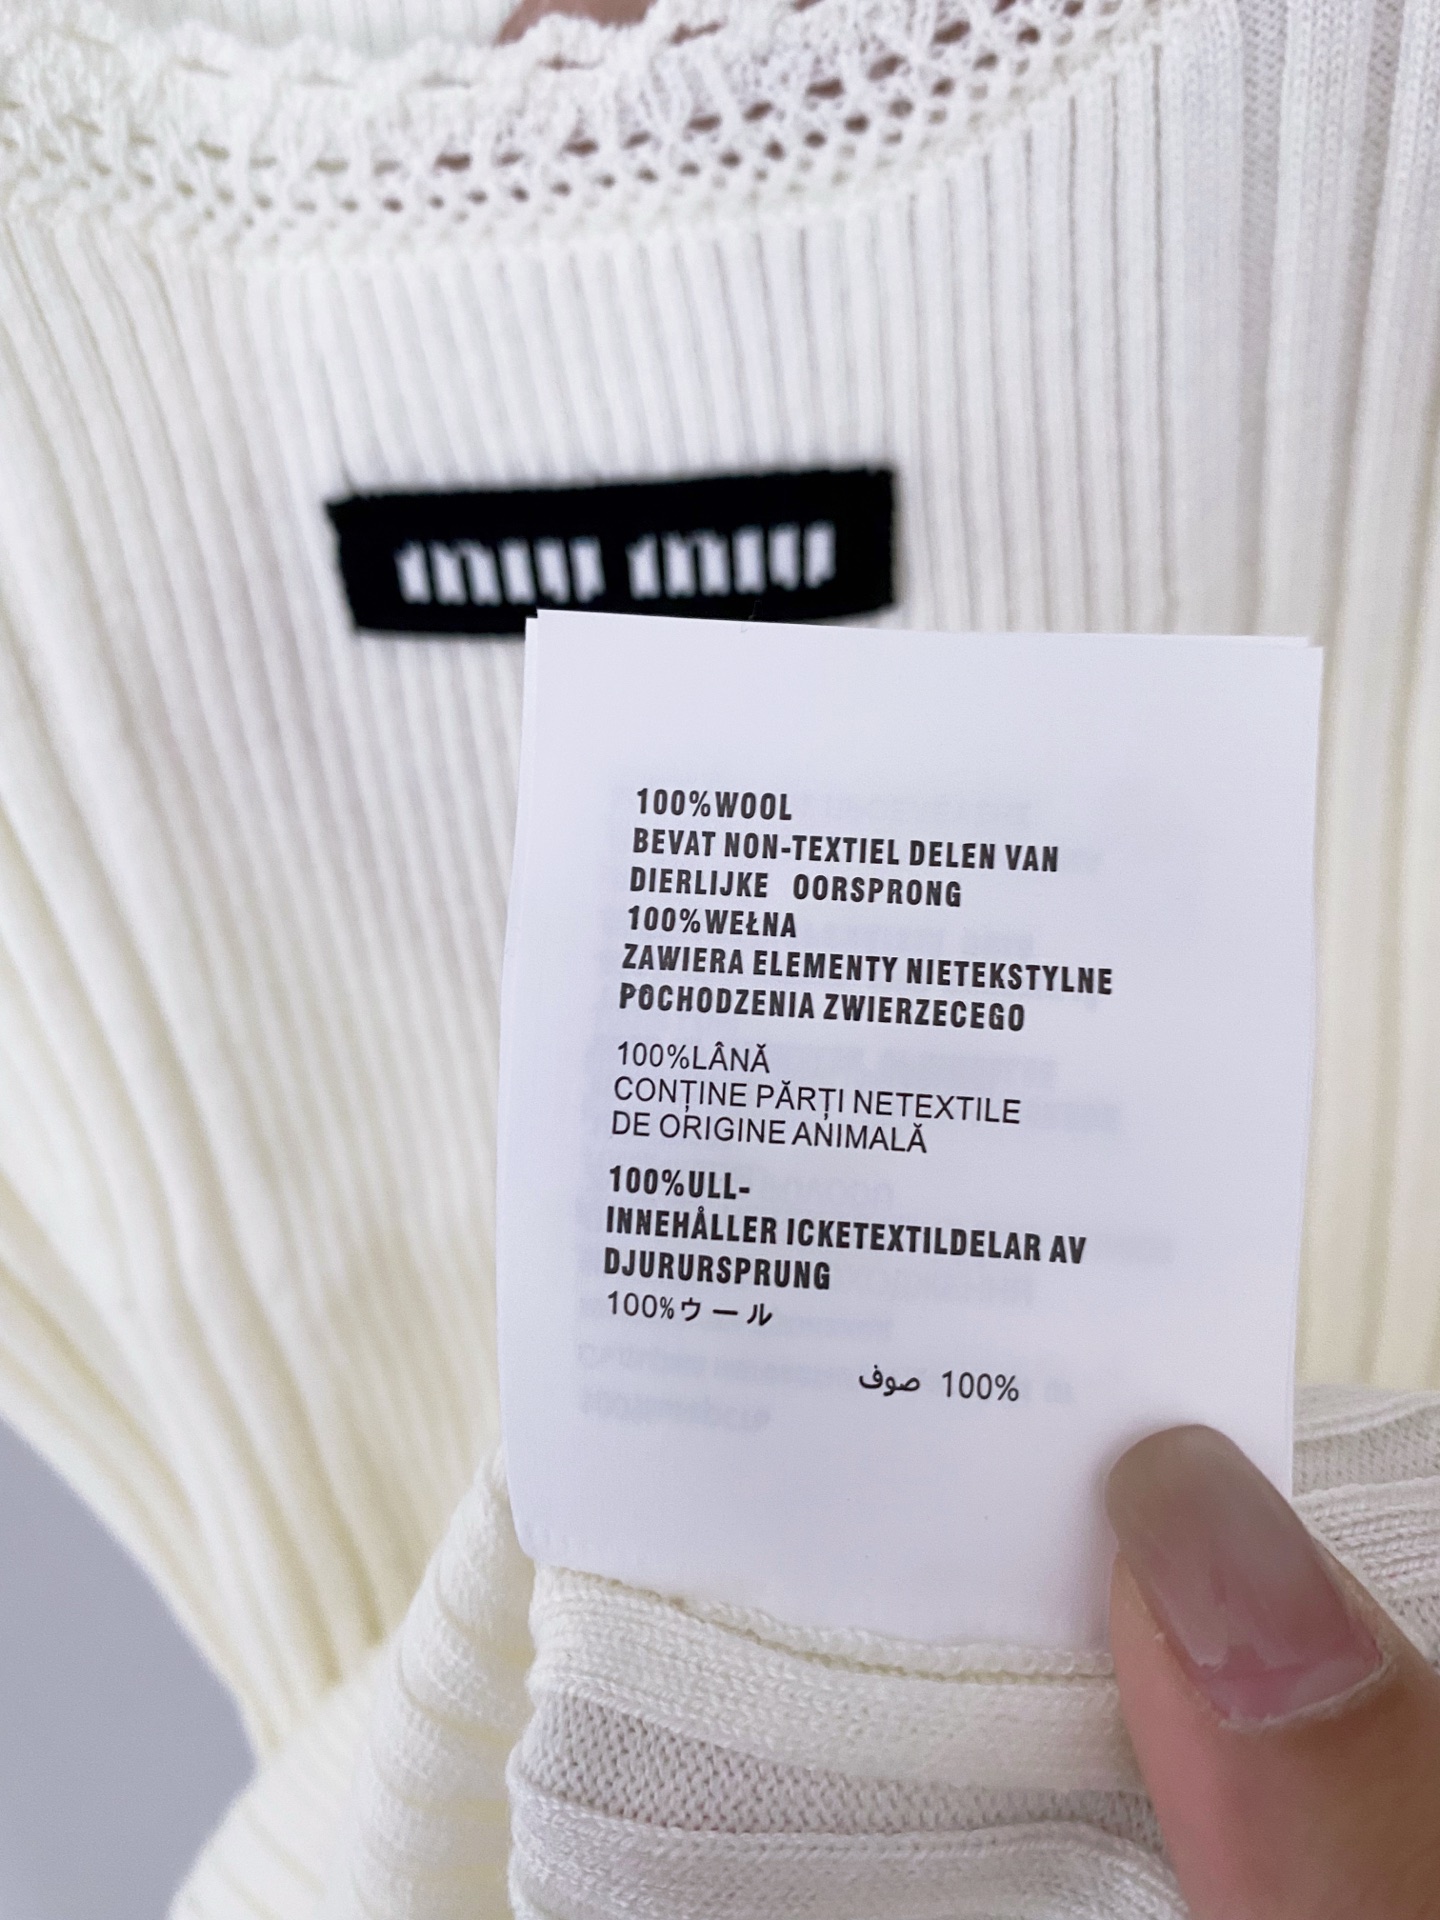 miu miu
100%WOOL
BEVAT NON-TEXTIEL DELEN VAN
DIERLIJKE OORSPRONG
100%WEŁNA
ZAWIERA ELEMENTY NIETEKSTYLNE
POCHODZENIA ZWIERZECEGO
100%LÂNĂ
CONȚINE PĂRȚI NETEXTILE
DE ORIGINE ANIMALĂ
100%ULL-
INNEHÅLLER ICKETEXTILDELAR AV
DJURURSPRUNG
100%ウール
100% صوف